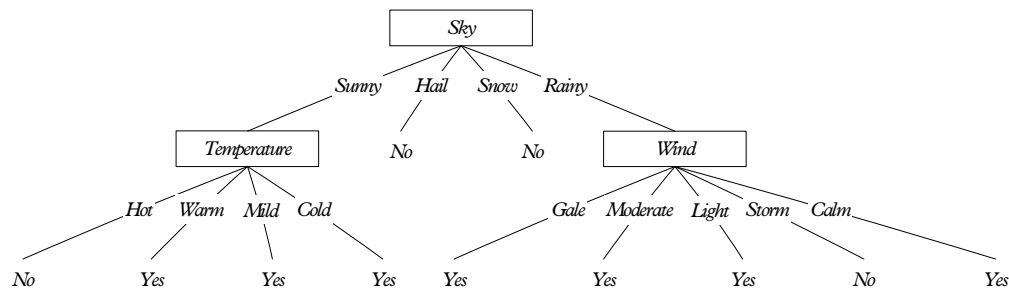 Sky
Sunny Hail Snow Rainy
Temperature No No Wind
Hot Warm Mild Cold Gale Moderate Light Storm Calm
No Yes Yes Yes Yes Yes Yes No Yes